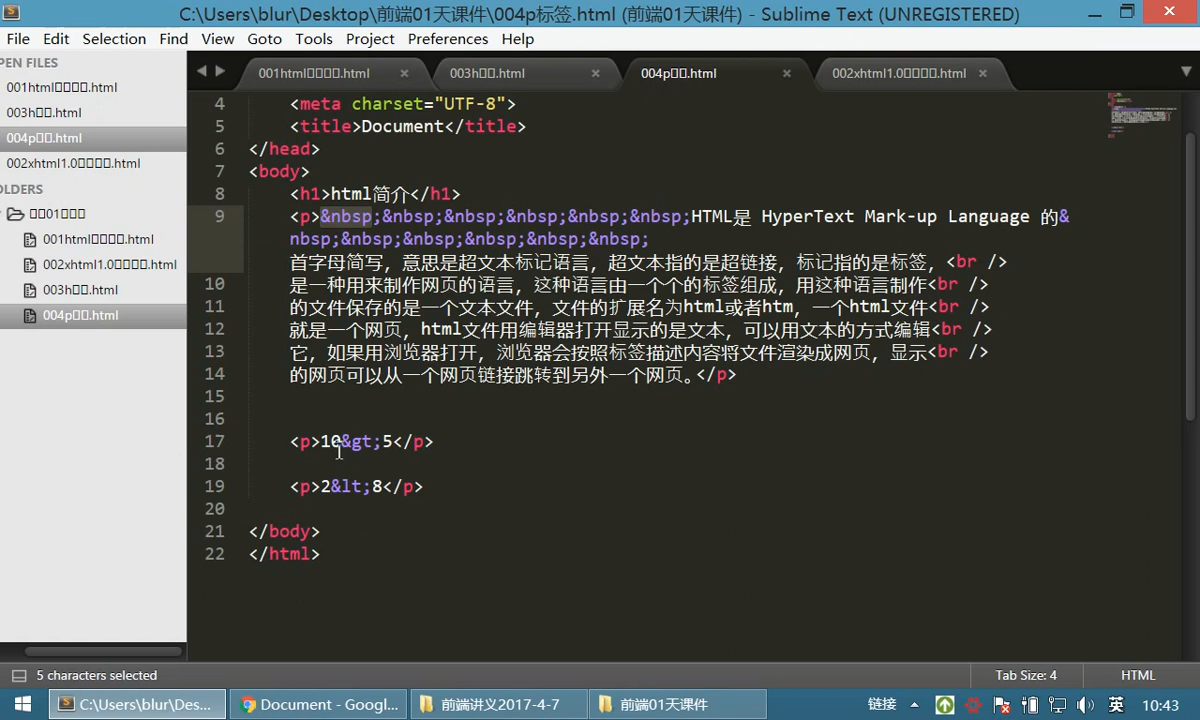 C:\Users\blur\Desktop\前端01天课件\004p标签.html (前端01天课件) - Sublime Text (UNREGISTERED)
File Edit Selection Find View Goto Tools Project Preferences Help
PEN FILES
001html□□□□.html
003h□□.html
004p□□.html
002xhtml1.0□□□□.html
OLDERS
□□01□□□
001html□□□□.html
002xhtml1.0□□□□.html
003h□□.html
004p□□.html
001html□□□□.html
003h□□.html
004p□□.html
002xhtml1.0□□□□.html
4 <meta charset="UTF-8">
5 <title>Document</title>
6 </head>
7 <body>
8 <h1>html简介</h1>
9 <p>&nbsp;&nbsp;&nbsp;&nbsp;&nbsp;&nbsp;HTML是 HyperText Mark-up Language 的&
nbsp;&nbsp;&nbsp;&nbsp;&nbsp;&nbsp;
首字母简写，意思是超文本标记语言，超文本指的是超链接，标记指的是标签，<br />
10 是一种用来制作网页的语言，这种语言由一个个的标签组成，用这种语言制作<br />
11 的文件保存的是一个文本文件，文件的扩展名为html或者htm，一个html文件<br />
12 就是一个网页，html文件用编辑器打开显示的是文本，可以用文本的方式编辑<br />
13 它，如果用浏览器打开，浏览器会按照标签描述内容将文件渲染成网页，显示<br />
14 的网页可以从一个网页链接跳转到另外一个网页。</p>
15
16
17 <p>10&gt;5</p>
18
19 <p>2&lt;8</p>
20
21 </body>
22 </html>
5 characters selected
Tab Size: 4
HTML
C:\Users\blur\Des...
Document - Googl...
前端讲义2017-4-7
前端01天课件
链接
英
10:43